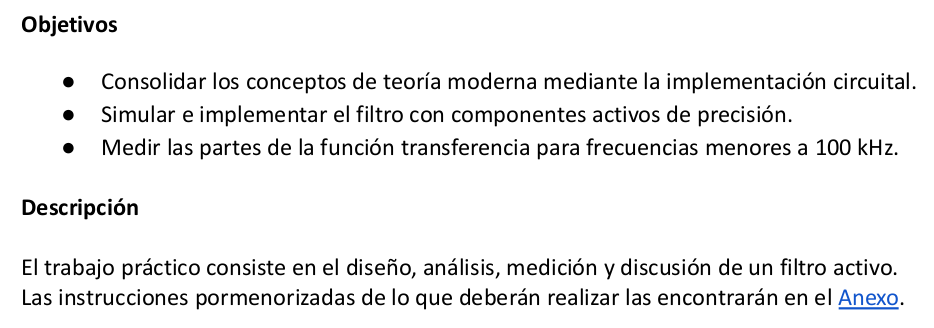 Objetivos
● Consolidar los conceptos de teoría moderna mediante la implementación circuital.
● Simular e implementar el filtro con componentes activos de precisión.
● Medir las partes de la función transferencia para frecuencias menores a 100 kHz.
Descripción
El trabajo práctico consiste en el diseño, análisis, medición y discusión de un filtro activo.
Las instrucciones pormenorizadas de lo que deberán realizar las encontrarán en el Anexo.